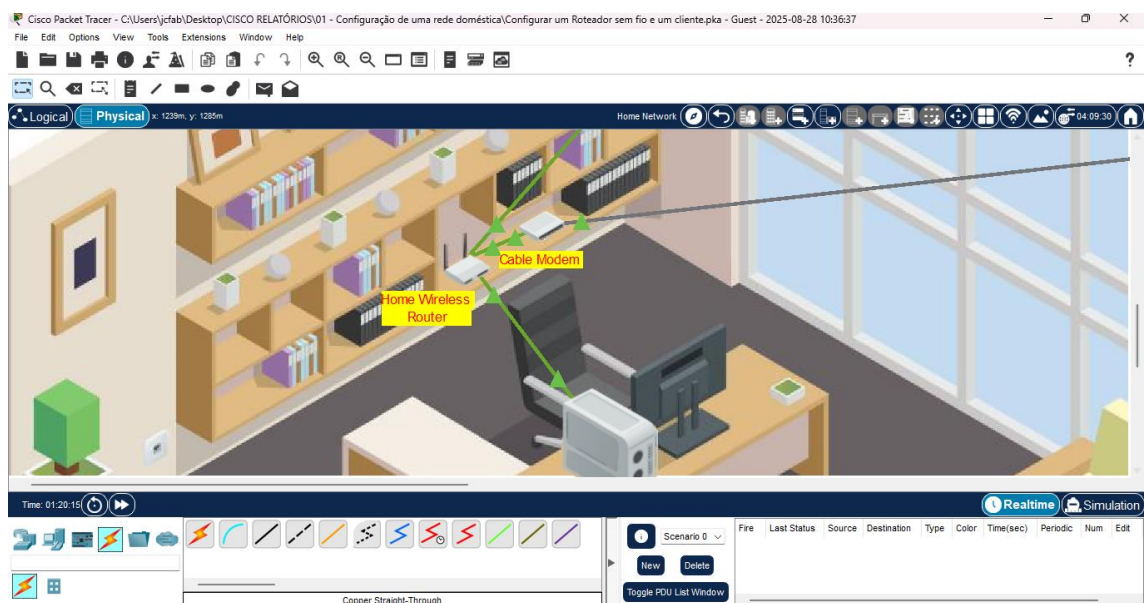 Cisco Packet Tracer - C:\Users\jcfab\Desktop\CISCO RELATÓRIOS\01 - Configuração de uma rede doméstica\Configurar um Roteador sem fio e um cliente.pka - Guest - 2025-08-28 10:36:37
File Edit Options View Tools Extensions Window Help
Logical Physical x: 1239m, y: 1285m Home Network 04:09:30
Cable Modem
Home Wireless
Router
Time: 01:20:15 Realtime Simulation
Scenario 0 Fire Last Status Source Destination Type Color Time(sec) Periodic Num Edit
New Delete
Toggle PDU List Window
Copper Straight-Through